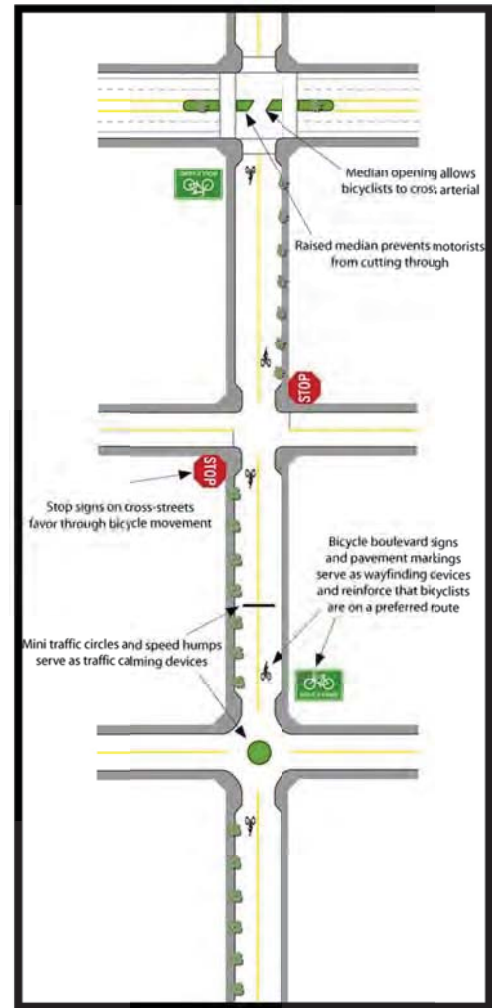 Median opening allows
bicyclists to cross arterial
Raised median prevents motorists
from cutting through
STOP
STOP
Stop signs on cross-streets
favor through bicycle movement
Bicycle boulevard signs
and pavement markings
serve as wayfinding cevices
and reinforce that bicyclists
are on a preferred route
Mini traffic circles and speed humps
serve as traffic calming devices